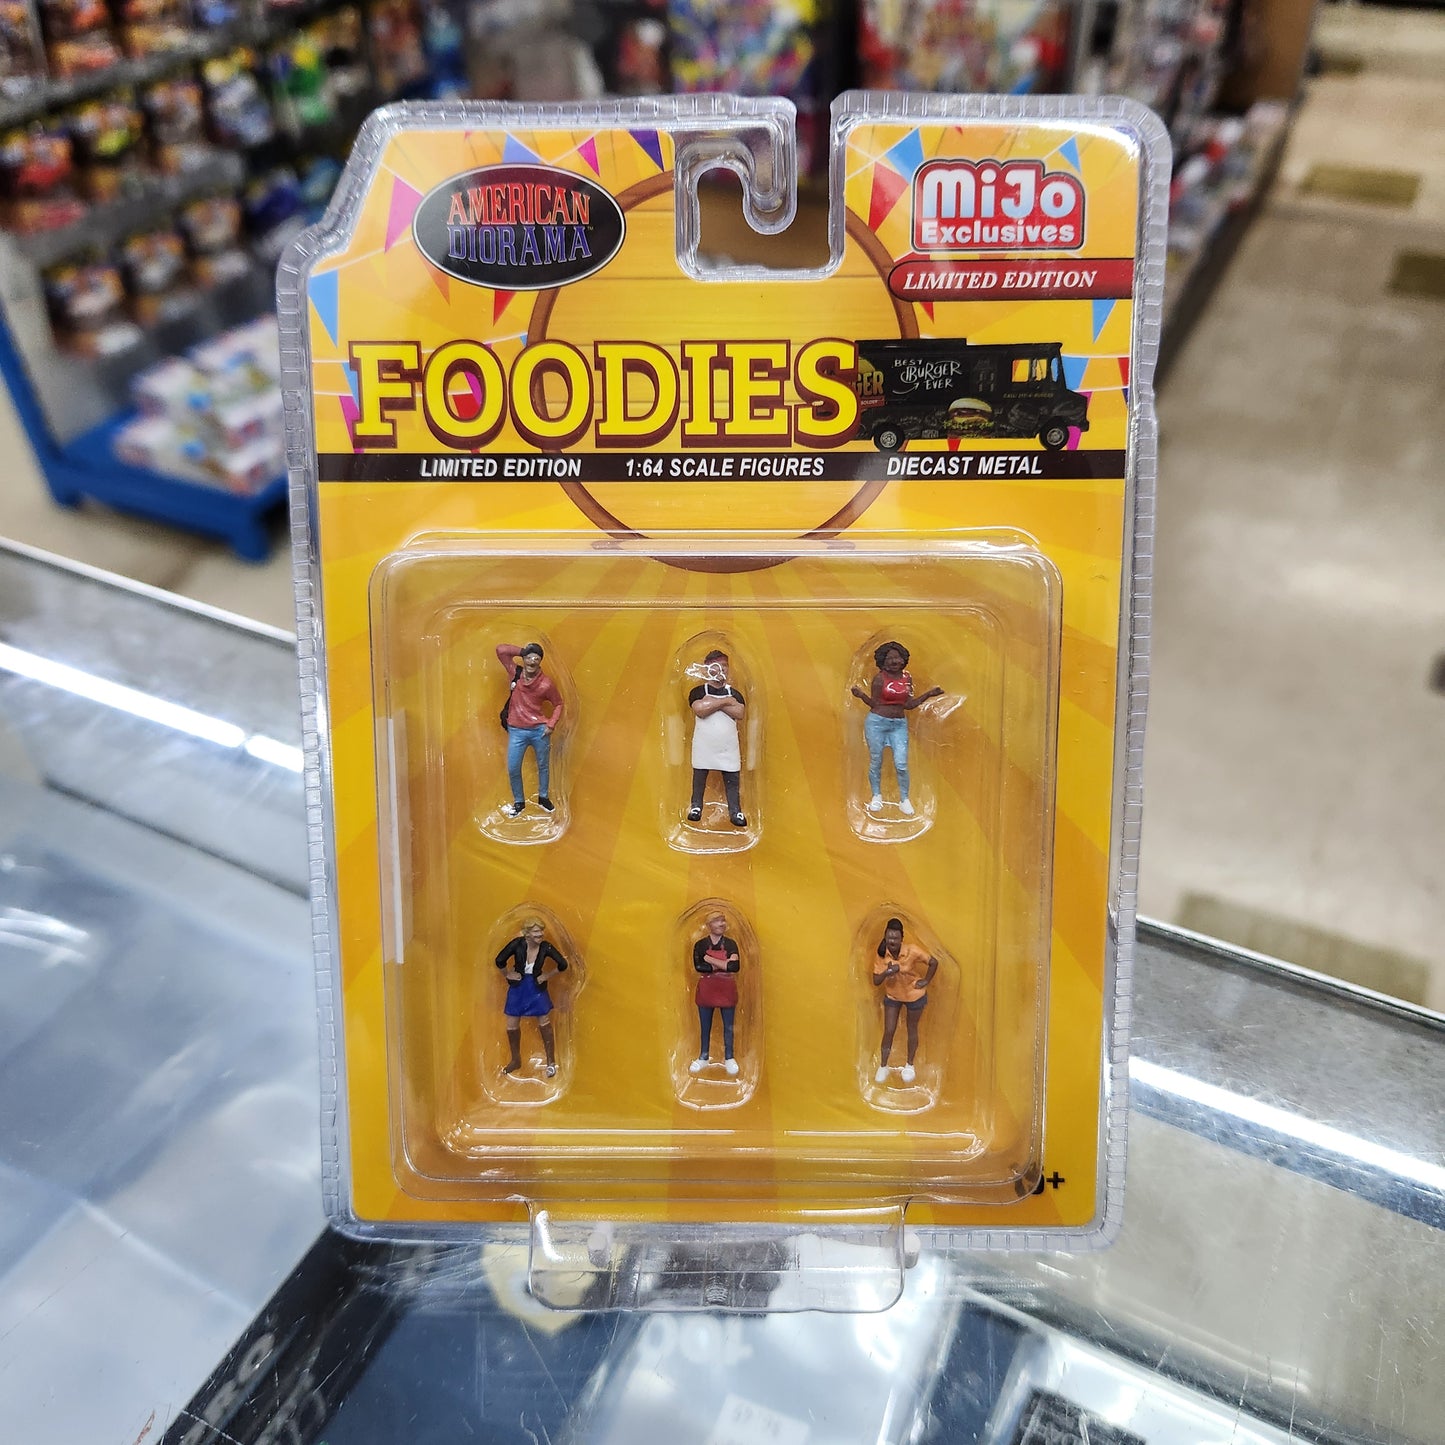 AMERICAN
DIORAMA
MiJo
Exclusives
LIMITED EDITION
FOODIES
BEST
BURGER
EVER
LIMITED EDITION 1:64 SCALE FIGURES DIECAST METAL